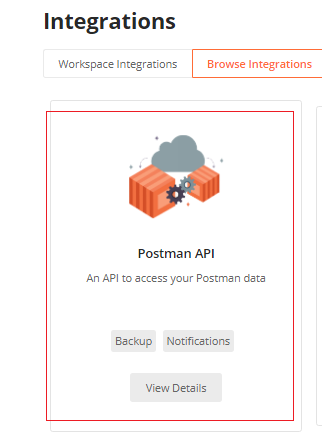 Integrations
Workspace Integrations
Browse Integrations
Postman API
An API to access your Postman data
Backup
Notifications
View Details